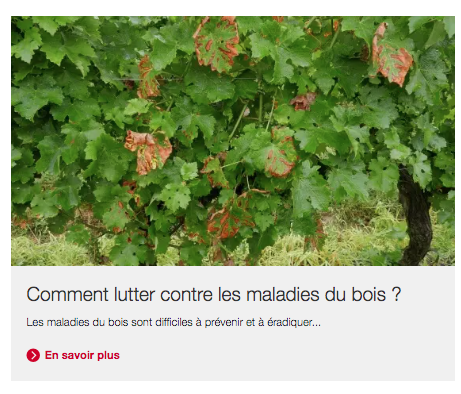 Comment lutter contre les maladies du bois ?
Les maladies du bois sont difficiles à prévenir et à éradiquer...
En savoir plus